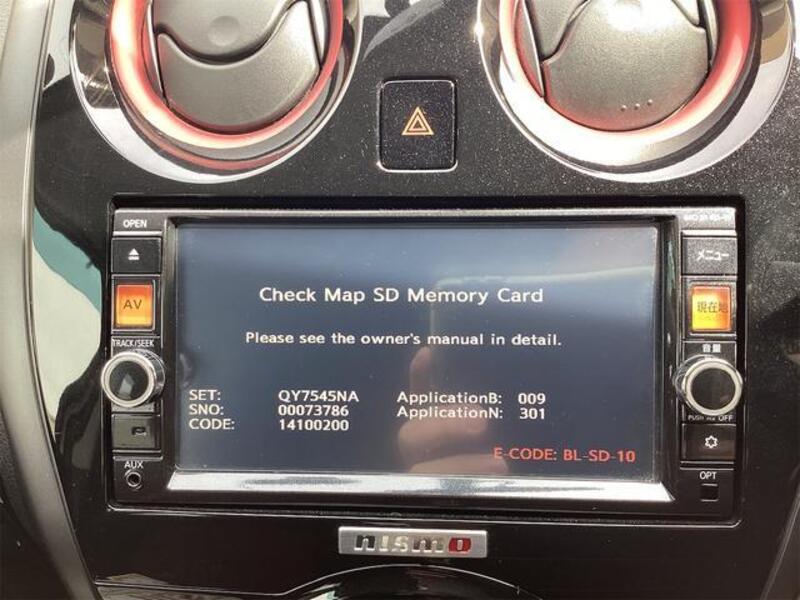 OPEN
AV
TRACK/SEEK
AUX
Check Map SD Memory Card
Please see the owner's manual in detail.
SET: QY7545NA ApplicationB: 009
SNO: 00073786 ApplicationN: 301
CODE: 14100200
E-CODE: BL-SD-10
メニュー
現在地
音量
OFF
OPT
nismo